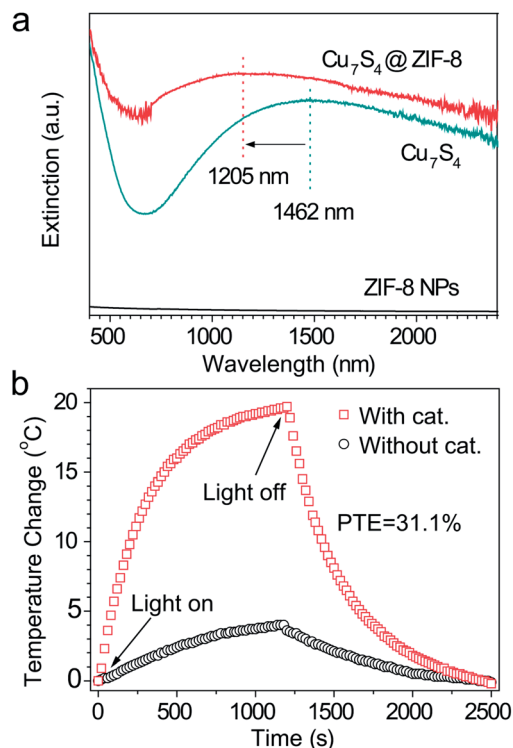 a
Cu₇S₄@ZIF-8
Cu₇S₄
1205 nm
1462 nm
ZIF-8 NPs
Extinction (a.u.)
500 1000 1500 2000
Wavelength (nm)
b
20
15
10
5
0
With cat.
Without cat.
Light off
PTE=31.1%
Light on
Temperature Change (°C)
0 500 1000 1500 2000 2500
Time (s)